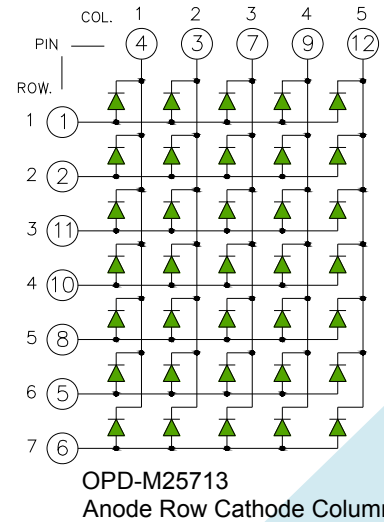 COL. 1 2 3 4 5
PIN 4 3 7 9 12
ROW.
1 1
2 2
3 11
4 10
5 8
6 5
7 6
OPD-M25713
Anode Row Cathode Column